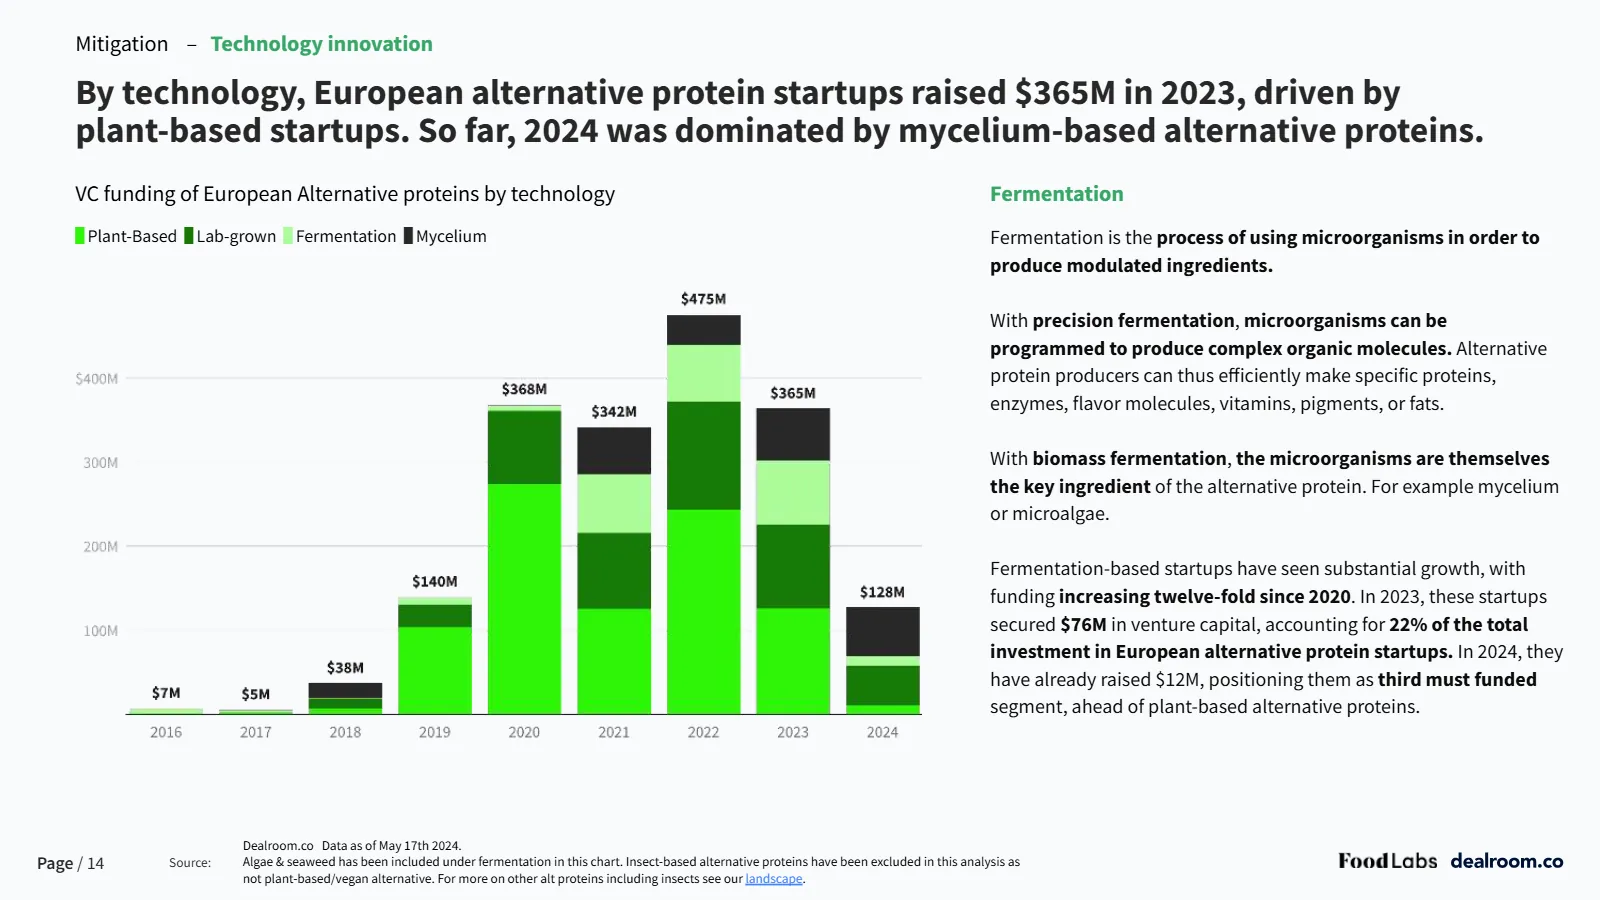 Mitigation – Technology innovation
By technology, European alternative protein startups raised $365M in 2023, driven by
plant-based startups. So far, 2024 was dominated by mycelium-based alternative proteins.
VC funding of European Alternative proteins by technology
Plant-Based Lab-grown Fermentation Mycelium
$475M
$400M
$368M
$365M
$342M
300M
200M
$140M
$128M
100M
$38M
$7M
$5M
2016 2017 2018 2019 2020 2021 2022 2023 2024
Fermentation
Fermentation is the process of using microorganisms in order to
produce modulated ingredients.
With precision fermentation, microorganisms can be
programmed to produce complex organic molecules. Alternative
protein producers can thus efficiently make specific proteins,
enzymes, flavor molecules, vitamins, pigments, or fats.
With biomass fermentation, the microorganisms are themselves
the key ingredient of the alternative protein. For example mycelium
or microalgae.
Fermentation-based startups have seen substantial growth, with
funding increasing twelve-fold since 2020. In 2023, these startups
secured $76M in venture capital, accounting for 22% of the total
investment in European alternative protein startups. In 2024, they
have already raised $12M, positioning them as third must funded
segment, ahead of plant-based alternative proteins.
Page / 14
Source:
Dealroom.co Data as of May 17th 2024.
Algae & seaweed has been included under fermentation in this chart. Insect-based alternative proteins have been excluded in this analysis as
not plant-based/vegan alternative. For more on other alt proteins including insects see our landscape.
FoodLabs dealroom.co